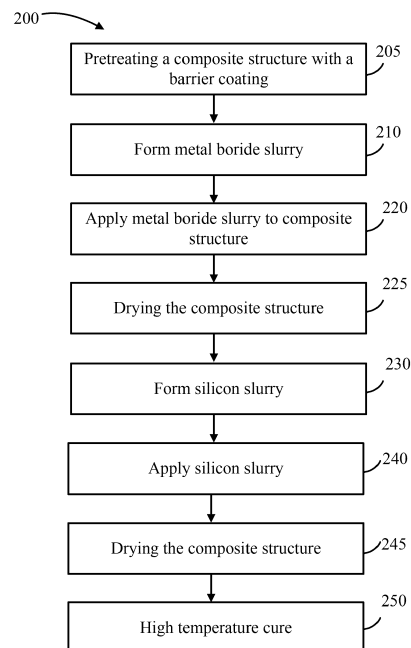 200
205
Pretreating a composite structure with a
barrier coating
210
Form metal boride slurry
220
Apply metal boride slurry to composite
structure
225
Drying the composite structure
230
Form silicon slurry
240
Apply silicon slurry
245
Drying the composite structure
250
High temperature cure